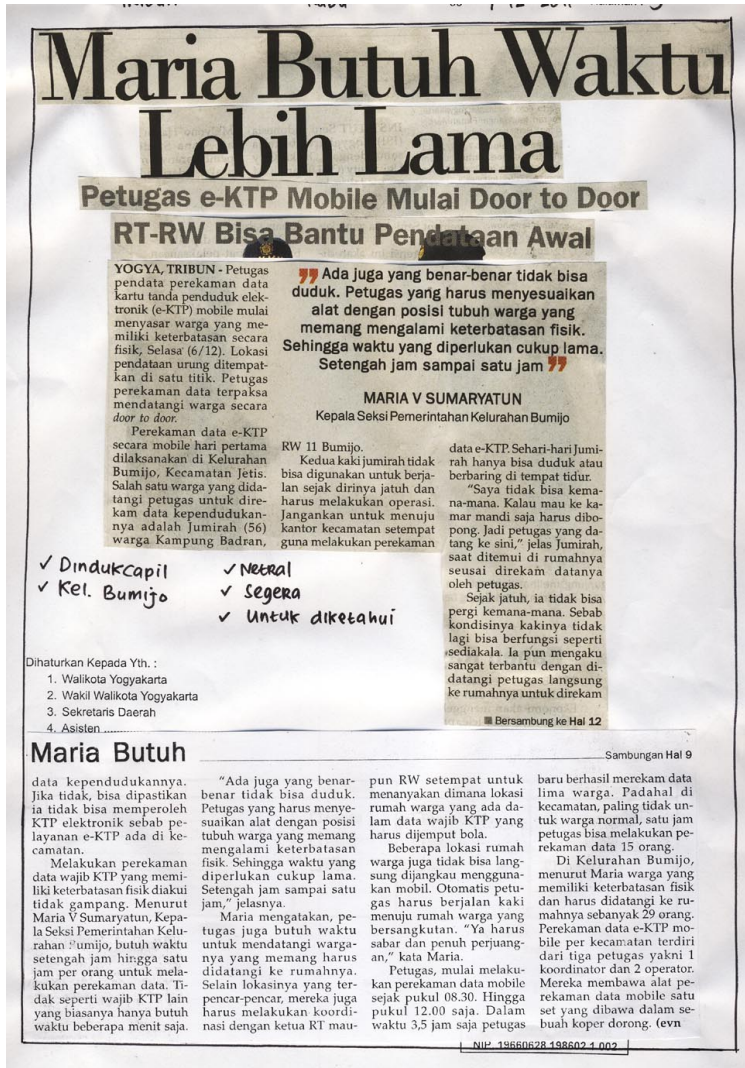 Maria Butuh Waktu
Lebih Lama
Petugas e-KTP Mobile Mulai Door to Door
RT-RW Bisa Bantu Pendataan Awal
YOGYA, TRIBUN - Petugas
pendata perekaman data
kartu tanda penduduk elek-
tronik (e-KTP) mobile mulai
menyasar warga yang me-
miliki keterbatasan secara
fisik, Selasa (6/12). Lokasi
pendataan urung ditempat-
kan di satu titik. Petugas
perekaman data terpaksa
mendatangi warga secara
door to door.
Perekaman data e-KTP
secara mobile hari pertama
dilaksanakan di Kelurahan
Bumijo, Kecamatan Jetis.
Salah satu warga yang dida-
tangi petugas untuk dire-
kam data kependudukan-
nya adalah Jumirah (56)
warga Kampung Badran,
" Ada juga yang benar-benar tidak bisa
duduk. Petugas yang harus menyesuaikan
alat dengan posisi tubuh warga yang
memang mengalami keterbatasan fisik.
Sehingga waktu yang diperlukan cukup lama.
Setengah jam sampai satu jam "
MARIA V SUMARYATUN
Kepala Seksi Pemerintahan Kelurahan Bumijo
RW 11 Bumijo.
Kedua kaki jumirah tidak
bisa digunakan untuk berja-
lan sejak dirinya jatuh dan
harus melakukan operasi.
Jangankan untuk menuju
kantor kecamatan setempat
guna melakukan perekaman
data e-KTP. Sehari-hari Jumi-
rah hanya bisa duduk atau
berbaring di tempat tidur.
"Saya tidak bisa kema-
na-mana. Kalau mau ke ka-
mar mandi saja harus dibo-
pong. Jadi petugas yang da-
tang ke sini," jelas Jumirah,
saat ditemui di rumahnya
seusai direkam datanya
oleh petugas.
Sejak jatuh, ia tidak bisa
pergi kemana-mana. Sebab
kondisinya kakinya tidak
lagi bisa berfungsi seperti
sediakala. Ia pun mengaku
sangat terbantu dengan di-
datangi petugas langsung
ke rumahnya untuk direkam
■ Bersambung ke Hal 12
✓ Dindukcapil
✓ Kel. Bumijo
✓ Netral
✓ Segera
✓ Untuk diketahui
Dihaturkan Kepada Yth. :
1. Walikota Yogyakarta
2. Wakil Walikota Yogyakarta
3. Sekretaris Daerah
4. Asisten ..........
Maria Butuh
Sambungan Hal 9
data kependudukannya.
Jika tidak, bisa dipastikan
ia tidak bisa memperoleh
KTP elektronik sebab pe-
layanan e-KTP ada di ke-
camatan.
Melakukan perekaman
data wajib KTP yang memi-
liki keterbatasan fisik diakui
tidak gampang. Menurut
Maria V Sumaryatun, Kepa-
la Seksi Pemerintahan Kelu-
rahan Bumijo, butuh waktu
setengah jam hingga satu
jam per orang untuk mela-
kukan perekaman data. Ti-
dak seperti wajib KTP lain
yang biasanya hanya butuh
waktu beberapa menit saja.
"Ada juga yang benar-
benar tidak bisa duduk.
Petugas yang harus menye-
suaikan alat dengan posisi
tubuh warga yang memang
mengalami keterbatasan
fisik. Sehingga waktu yang
diperlukan cukup lama.
Setengah jam sampai satu
jam," jelasnya.
Maria mengatakan, pe-
tugas juga butuh waktu
untuk mendatangi warga-
nya yang memang harus
didatangi ke rumahnya.
Selain lokasinya yang ter-
pencar-pencar, mereka juga
harus melakukan koordi-
nasi dengan ketua RT mau-
pun RW setempat untuk
menanyakan dimana lokasi
rumah warga yang ada da-
lam data wajib KTP yang
harus dijemput bola.
Beberapa lokasi rumah
warga juga tidak bisa lang-
sung dijangkau mengguna-
kan mobil. Otomatis petu-
gas harus berjalan kaki
menuju rumah warga yang
bersangkutan. "Ya harus
sabar dan penuh perjuang-
an," kata Maria.
Petugas, mulai melaku-
kan perekaman data mobile
sejak pukul 08.30. Hingga
pukul 12.00 saja. Dalam
waktu 3,5 jam saja petugas
baru berhasil merekam data
lima warga. Padahal di
kecamatan, paling tidak un-
tuk warga normal, satu jam
petugas bisa melakukan pe-
rekaman data 15 orang.
Di Kelurahan Bumijo,
menurut Maria warga yang
memiliki keterbatasan fisik
dan harus didatangi ke ru-
mahnya sebanyak 29 orang.
Perekaman data e-KTP mo-
bile per kecamatan terdiri
dari tiga petugas yakni 1
koordinator dan 2 operator.
Mereka membawa alat pe-
rekaman data mobile satu
set yang dibawa dalam se-
buah koper dorong. (evn
NIP. 19660628 198602 1 002